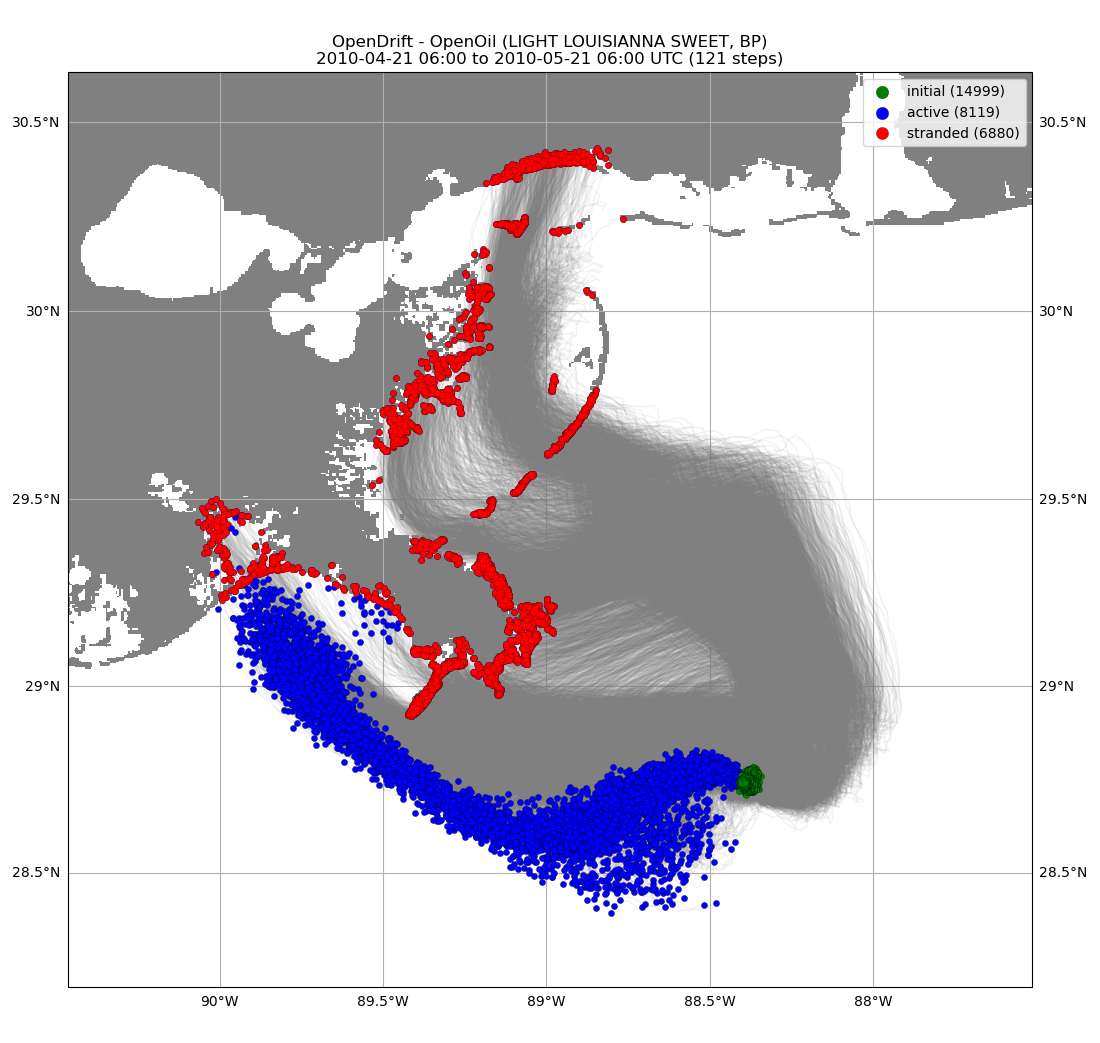 OpenDrift - OpenOil (LIGHT LOUISIANNA SWEET, BP)
2010-04-21 06:00 to 2010-05-21 06:00 UTC (121 steps)
initial (14999)
active (8119)
stranded (6880)
30.5°N
30.5°N
30°N
30°N
29.5°N
29.5°N
29°N
29°N
28.5°N
28.5°N
90°W
89.5°W
89°W
88.5°W
88°W